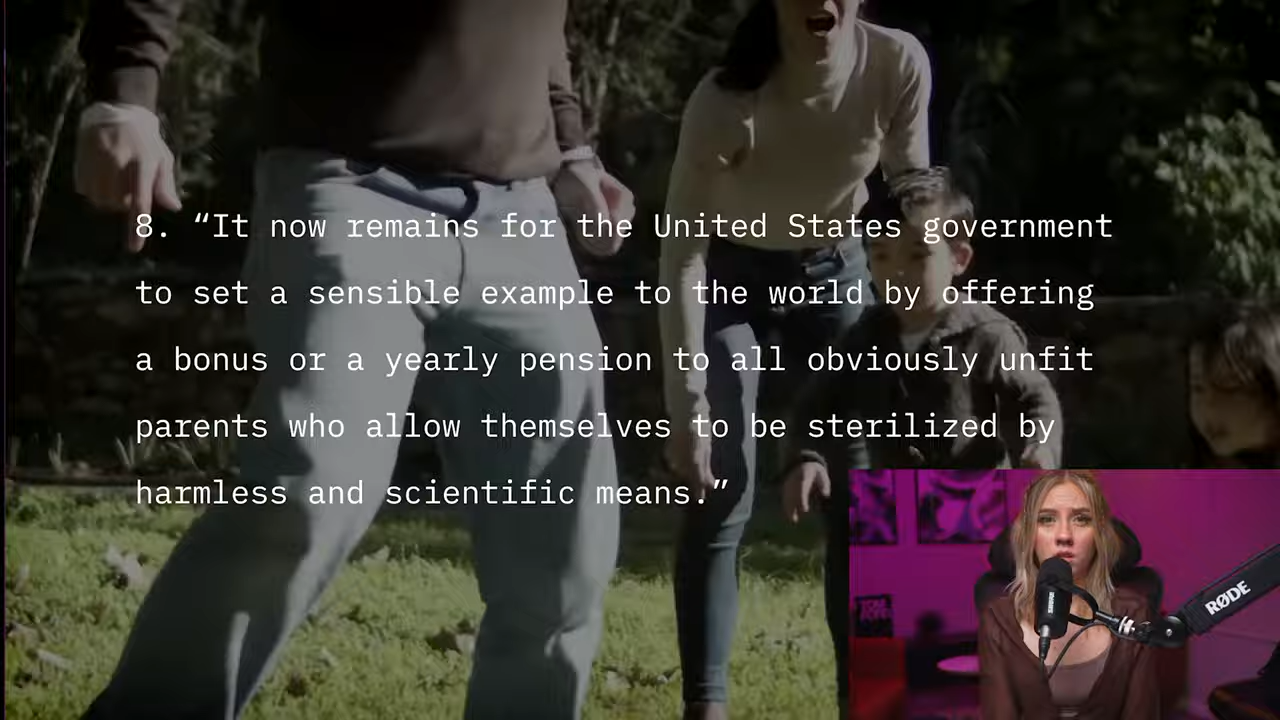 8. “It now remains for the United States government
to set a sensible example to the world by offering
a bonus or a yearly pension to all obviously unfit
parents who allow themselves to be sterilized by
harmless and scientific means.”
RØDE